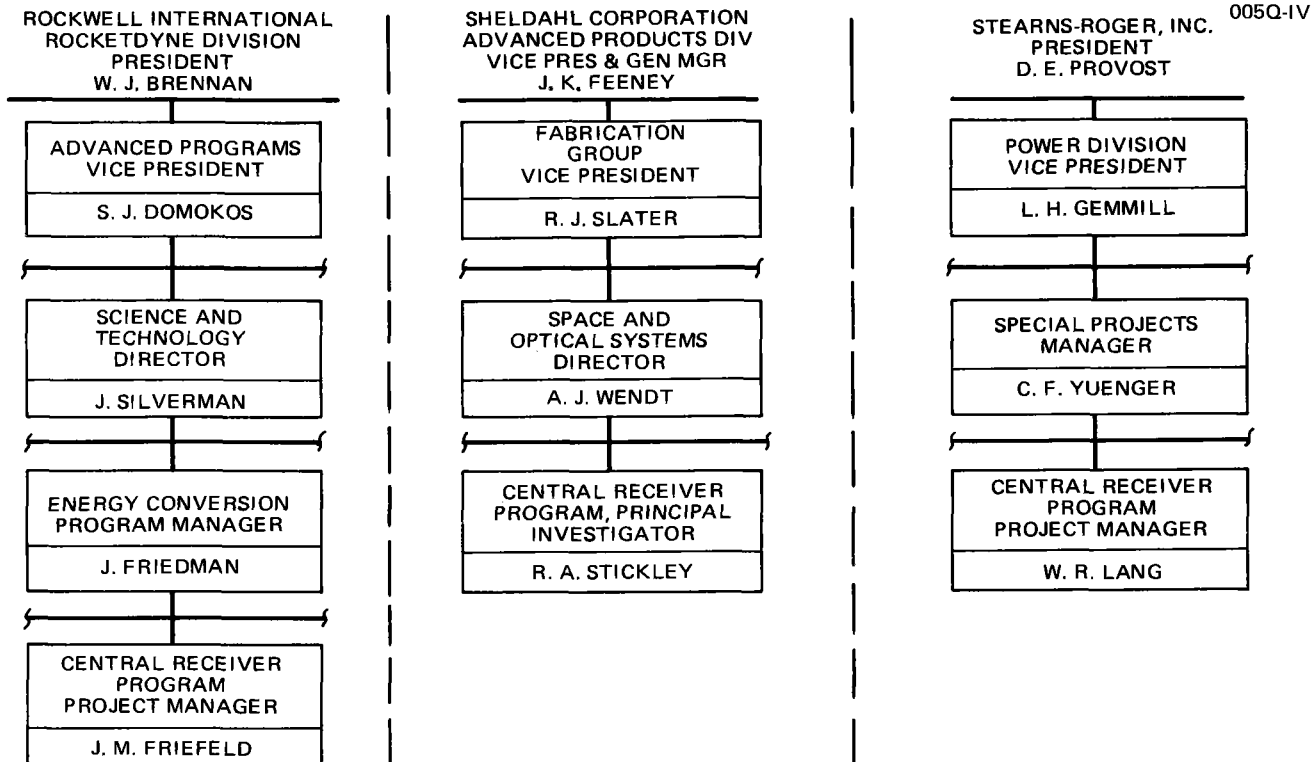 005Q-IV
ROCKWELL INTERNATIONAL
ROCKETDYNE DIVISION
PRESIDENT
W. J. BRENNAN
ADVANCED PROGRAMS
VICE PRESIDENT
S. J. DOMOKOS
SCIENCE AND
TECHNOLOGY
DIRECTOR
J. SILVERMAN
ENERGY CONVERSION
PROGRAM MANAGER
J. FRIEDMAN
CENTRAL RECEIVER
PROGRAM
PROJECT MANAGER
J. M. FRIEFELD
SHELDAHL CORPORATION
ADVANCED PRODUCTS DIV
VICE PRES & GEN MGR
J. K. FEENEY
FABRICATION
GROUP
VICE PRESIDENT
R. J. SLATER
SPACE AND
OPTICAL SYSTEMS
DIRECTOR
A. J. WENDT
CENTRAL RECEIVER
PROGRAM, PRINCIPAL
INVESTIGATOR
R. A. STICKLEY
STEARNS-ROGER, INC.
PRESIDENT
D. E. PROVOST
POWER DIVISION
VICE PRESIDENT
L. H. GEMMILL
SPECIAL PROJECTS
MANAGER
C. F. YUENGER
CENTRAL RECEIVER
PROGRAM
PROJECT MANAGER
W. R. LANG